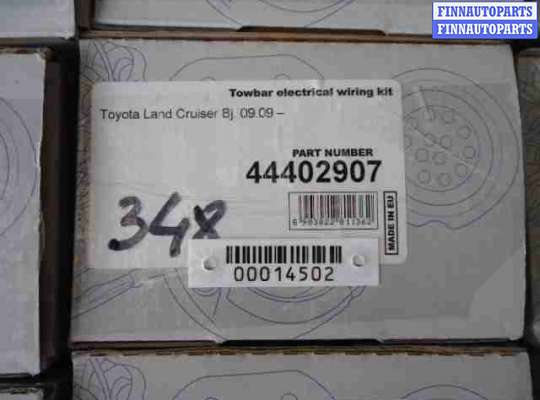 FINNAUTOPARTS
FINNAUTOPARTS
Towbar electrical wiring kit
Toyota Land Cruiser Bj. 09.09 –
PART NUMBER
44402907
MADE IN EU
348
00014502